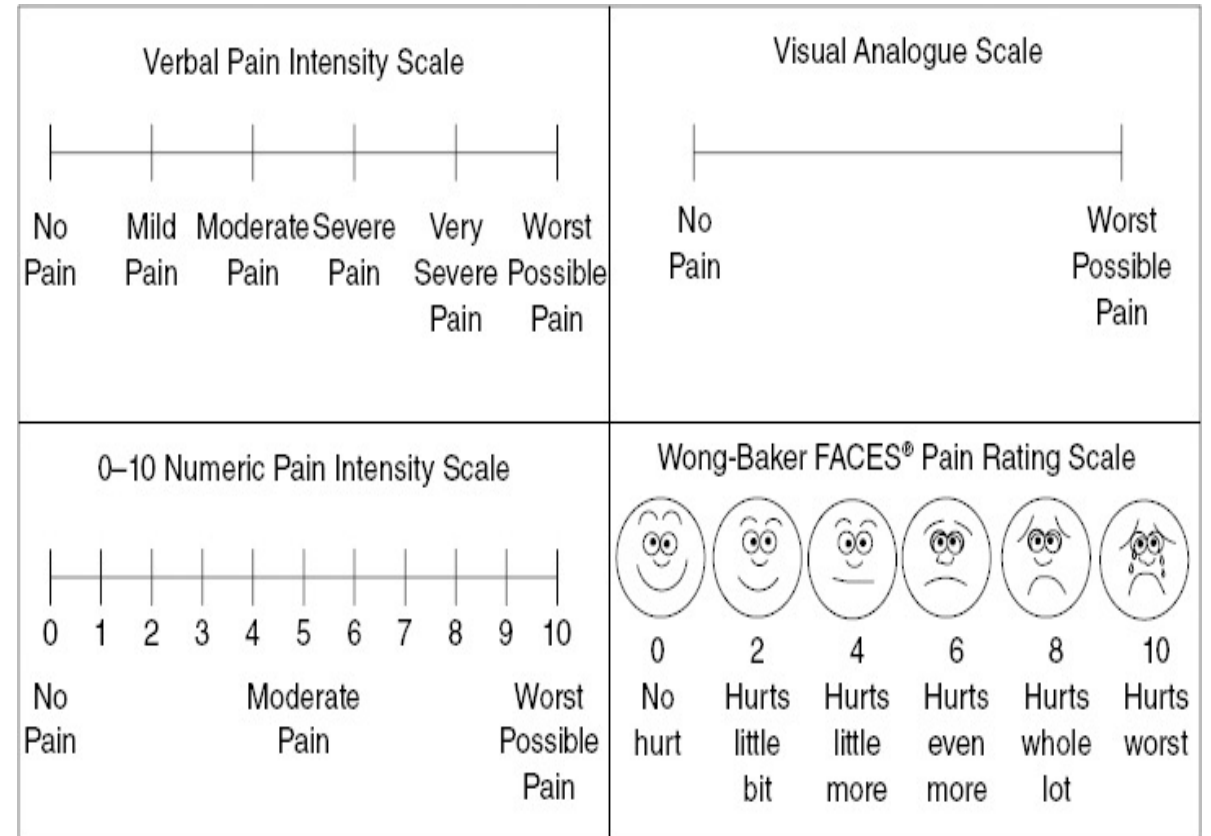 Verbal Pain Intensity Scale
No Mild Moderate Severe Very Worst
Pain Pain Pain Pain Severe Possible
Pain Pain
Visual Analogue Scale
No Worst
Pain Possible
Pain
0–10 Numeric Pain Intensity Scale
0 1 2 3 4 5 6 7 8 9 10
No Moderate Worst
Pain Pain Possible
Pain
Wong-Baker FACES® Pain Rating Scale
0 2 4 6 8 10
No Hurts Hurts Hurts Hurts Hurts
hurt little little even whole worst
bit more more lot